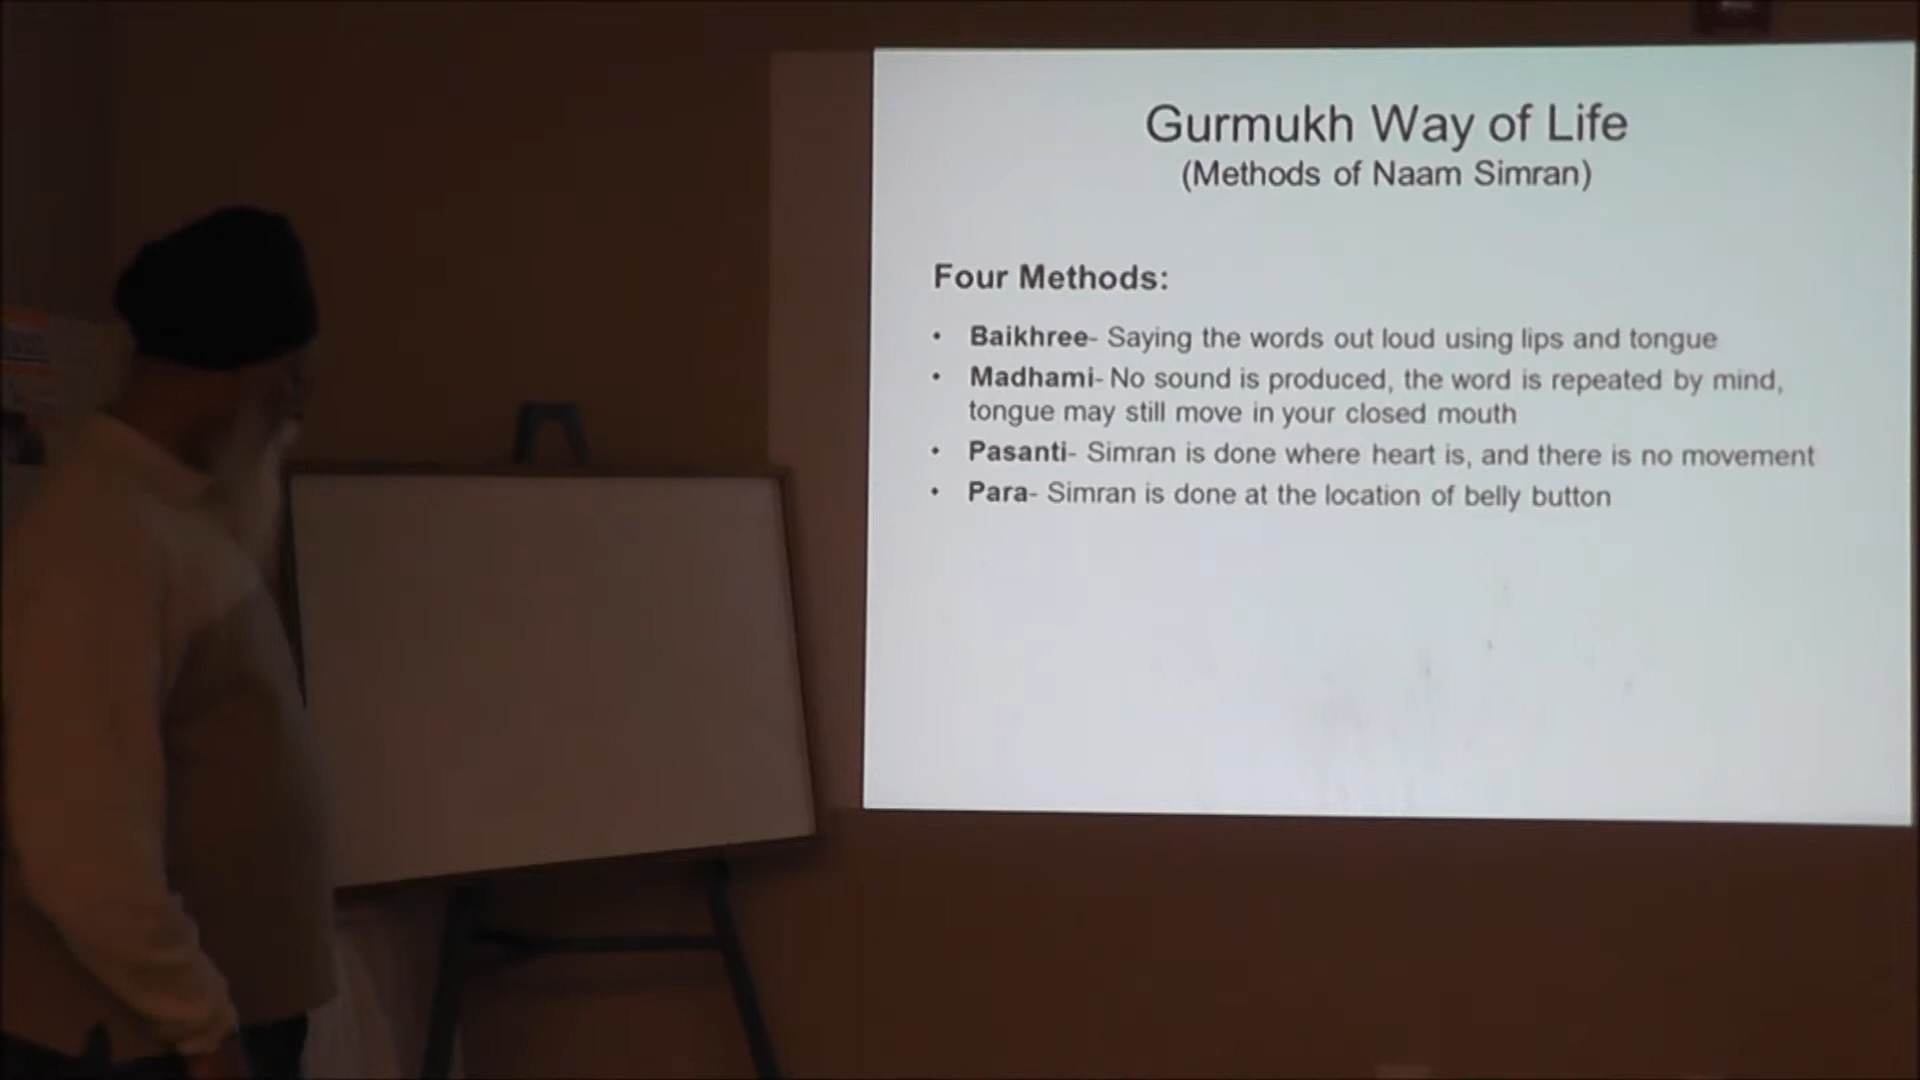 Gurmukh Way of Life
(Methods of Naam Simran)
Four Methods:
• Baikhree- Saying the words out loud using lips and tongue
• Madhami- No sound is produced, the word is repeated by mind,
tongue may still move in your closed mouth
• Pasanti- Simran is done where heart is, and there is no movement
• Para- Simran is done at the location of belly button